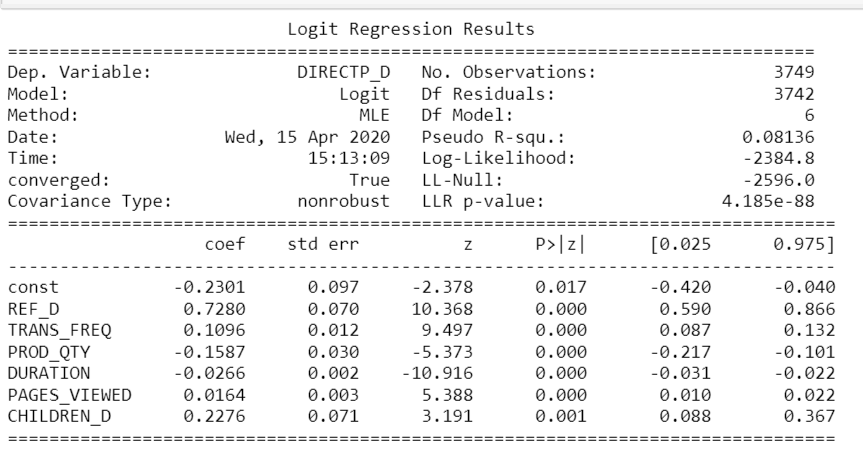 Logit Regression Results
==============================================================================
Dep. Variable: DIRECTP_D No. Observations: 3749
Model: Logit Df Residuals: 3742
Method: MLE Df Model: 6
Date: Wed, 15 Apr 2020 Pseudo R-squ.: 0.08136
Time: 15:13:09 Log-Likelihood: -2384.8
converged: True LL-Null: -2596.0
Covariance Type: nonrobust LLR p-value: 4.185e-88
================================================================================
coef std err z P>|z| [0.025 0.975]
--------------------------------------------------------------------------------
const -0.2301 0.097 -2.378 0.017 -0.420 -0.040
REF_D 0.7280 0.070 10.368 0.000 0.590 0.866
TRANS_FREQ 0.1096 0.012 9.497 0.000 0.087 0.132
PROD_QTY -0.1587 0.030 -5.373 0.000 -0.217 -0.101
DURATION -0.0266 0.002 -10.916 0.000 -0.031 -0.022
PAGES_VIEWED 0.0164 0.003 5.388 0.000 0.010 0.022
CHILDREN_D 0.2276 0.071 3.191 0.001 0.088 0.367
================================================================================